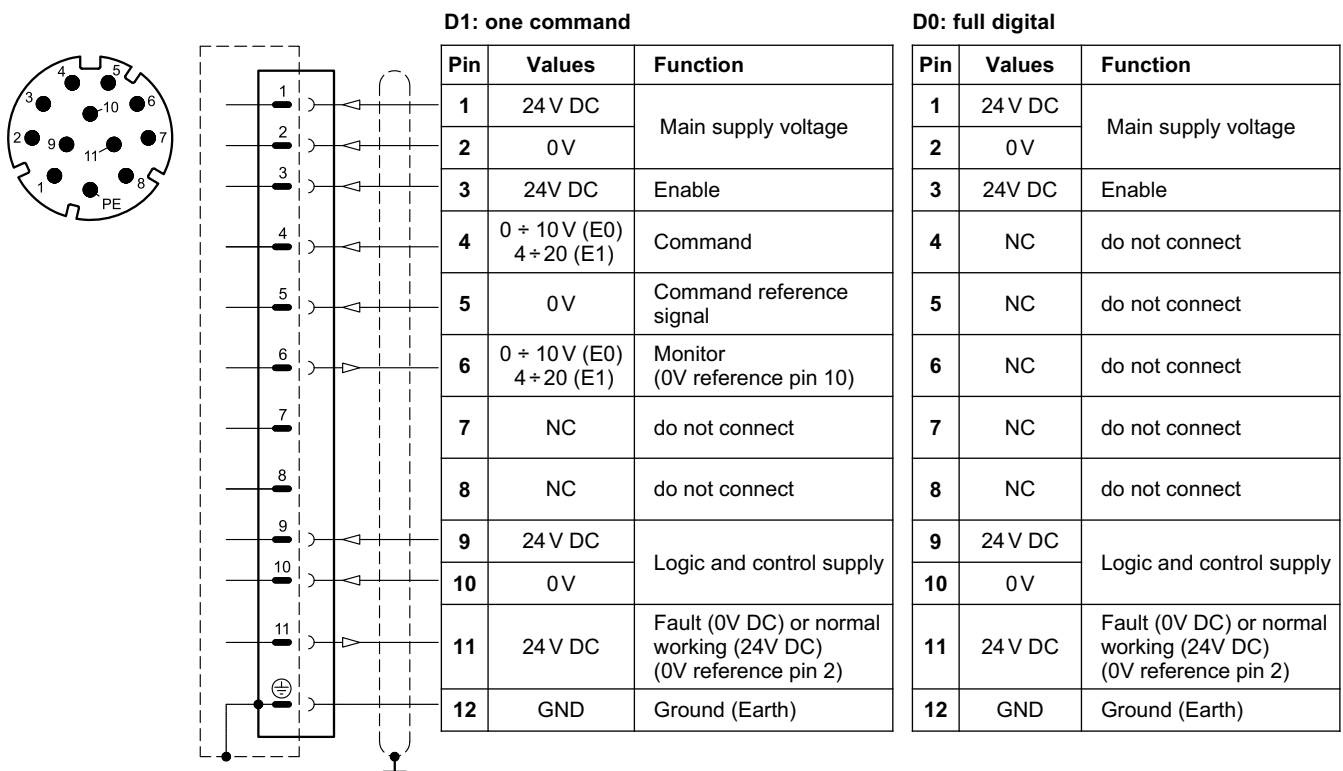 D1: one command
D0: full digital
4 5
3 10 6
2 9 11 7
1 8
PE
1
2
3
4
5
6
7
8
9
10
11
Pin Values Function
1 24 V DC Main supply voltage
2 0 V
3 24V DC Enable
4 0 ÷ 10 V (E0) Command
4 ÷ 20 (E1)
5 0 V Command reference
signal
6 0 ÷ 10 V (E0) Monitor
4 ÷ 20 (E1) (0V reference pin 10)
7 NC do not connect
8 NC do not connect
9 24 V DC Logic and control supply
10 0 V
11 24 V DC Fault (0V DC) or normal
working (24V DC)
(0V reference pin 2)
12 GND Ground (Earth)
Pin Values Function
1 24 V DC Main supply voltage
2 0 V
3 24V DC Enable
4 NC do not connect
5 NC do not connect
6 NC do not connect
7 NC do not connect
8 NC do not connect
9 24 V DC Logic and control supply
10 0 V
11 24 V DC Fault (0V DC) or normal
working (24V DC)
(0V reference pin 2)
12 GND Ground (Earth)